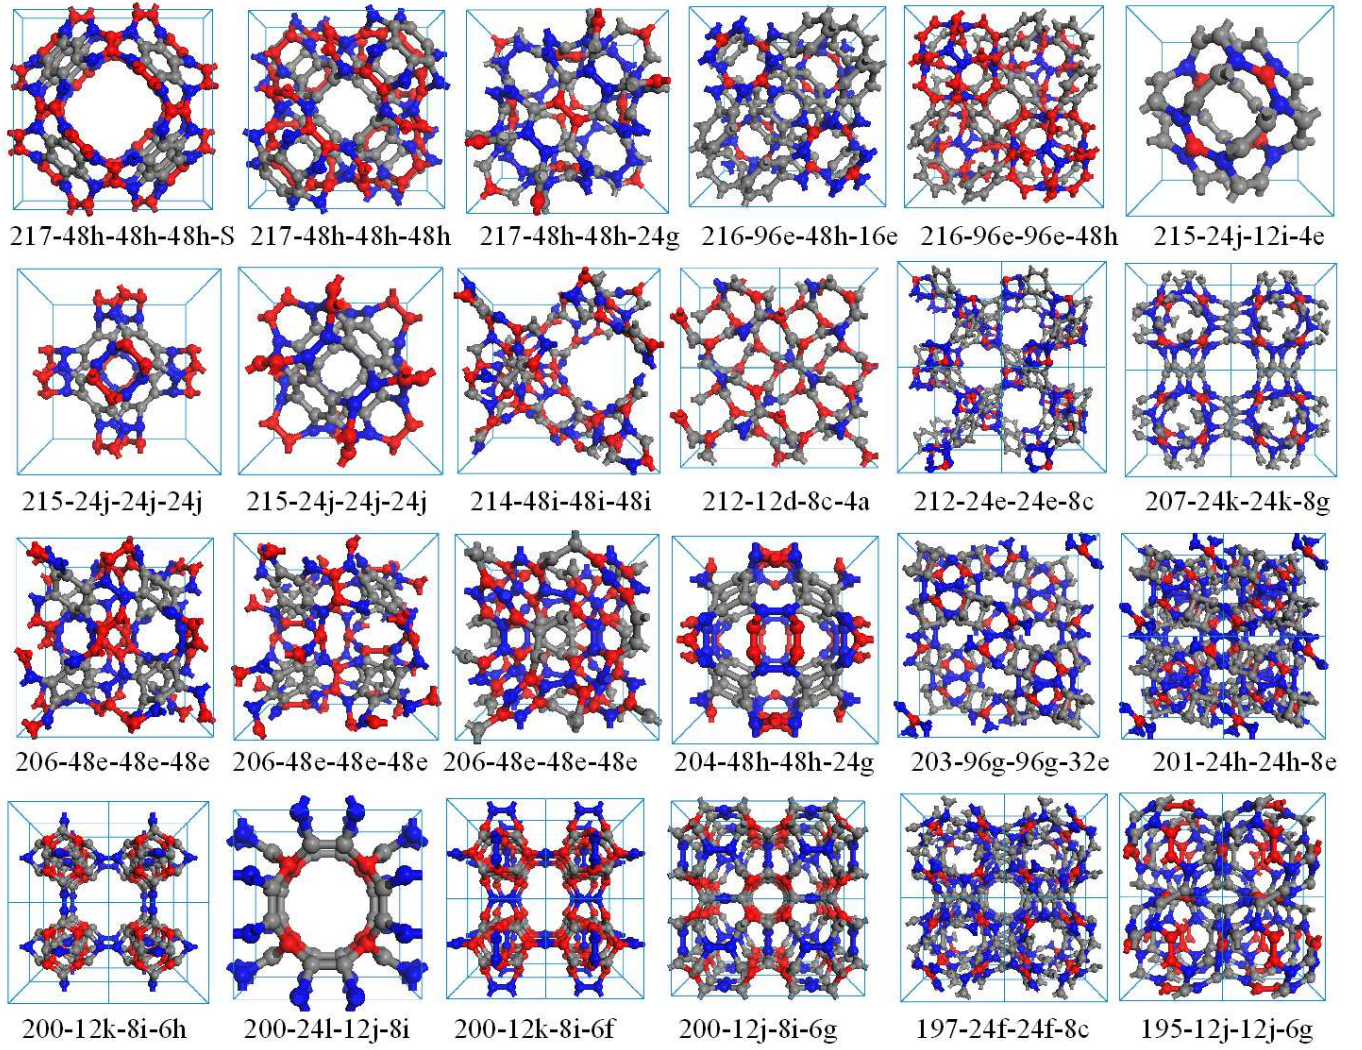 217-48h-48h-48h-S 217-48h-48h-48h 217-48h-48h-24g 216-96e-48h-16e 216-96e-96e-48h 215-24j-12i-4e
215-24j-24j-24j 215-24j-24j-24j 214-48i-48i-48i 212-12d-8c-4a 212-24e-24e-8c 207-24k-24k-8g
206-48e-48e-48e 206-48e-48e-48e 206-48e-48e-48e 204-48h-48h-24g 203-96g-96g-32e 201-24h-24h-8e
200-12k-8i-6h 200-24l-12j-8i 200-12k-8i-6f 200-12j-8i-6g 197-24f-24f-8c 195-12j-12j-6g